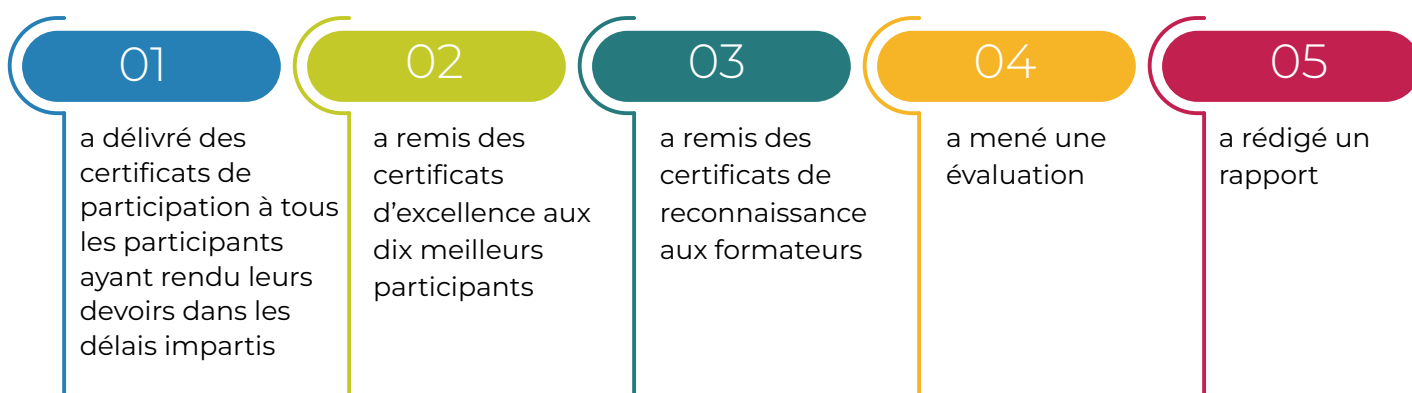 01
a délivré des
certificats de
participation à tous
les participants
ayant rendu leurs
devoirs dans les
délais impartis
02
a remis des
certificats
d’excellence aux
dix meilleurs
participants
03
a remis des
certificats de
reconnaissance
aux formateurs
04
a mené une
évaluation
05
a rédigé un
rapport